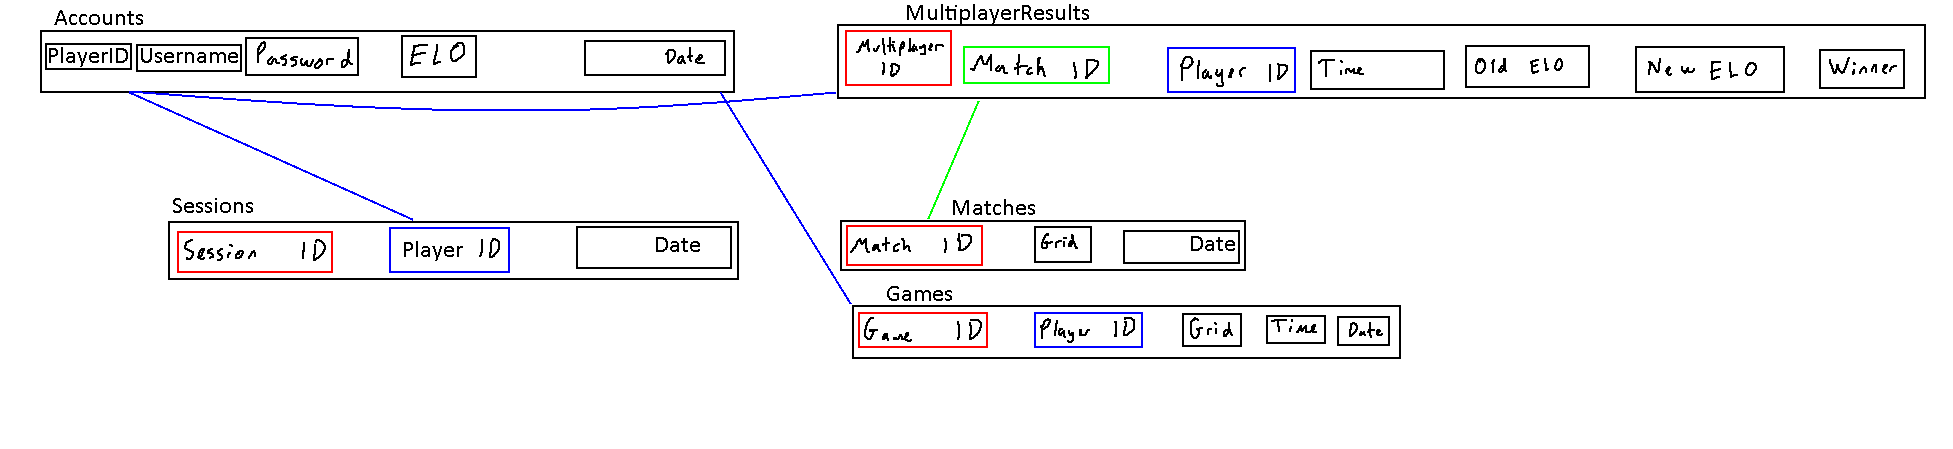 Accounts
PlayerID Username Password ELO Date
MultiplayerResults
Multiplayer
ID
Match ID Player ID Time Old ELO New ELO Winner
Sessions
Session ID Player ID Date
Matches
Match ID Grid Date
Games
Game ID Player ID Grid Time Date